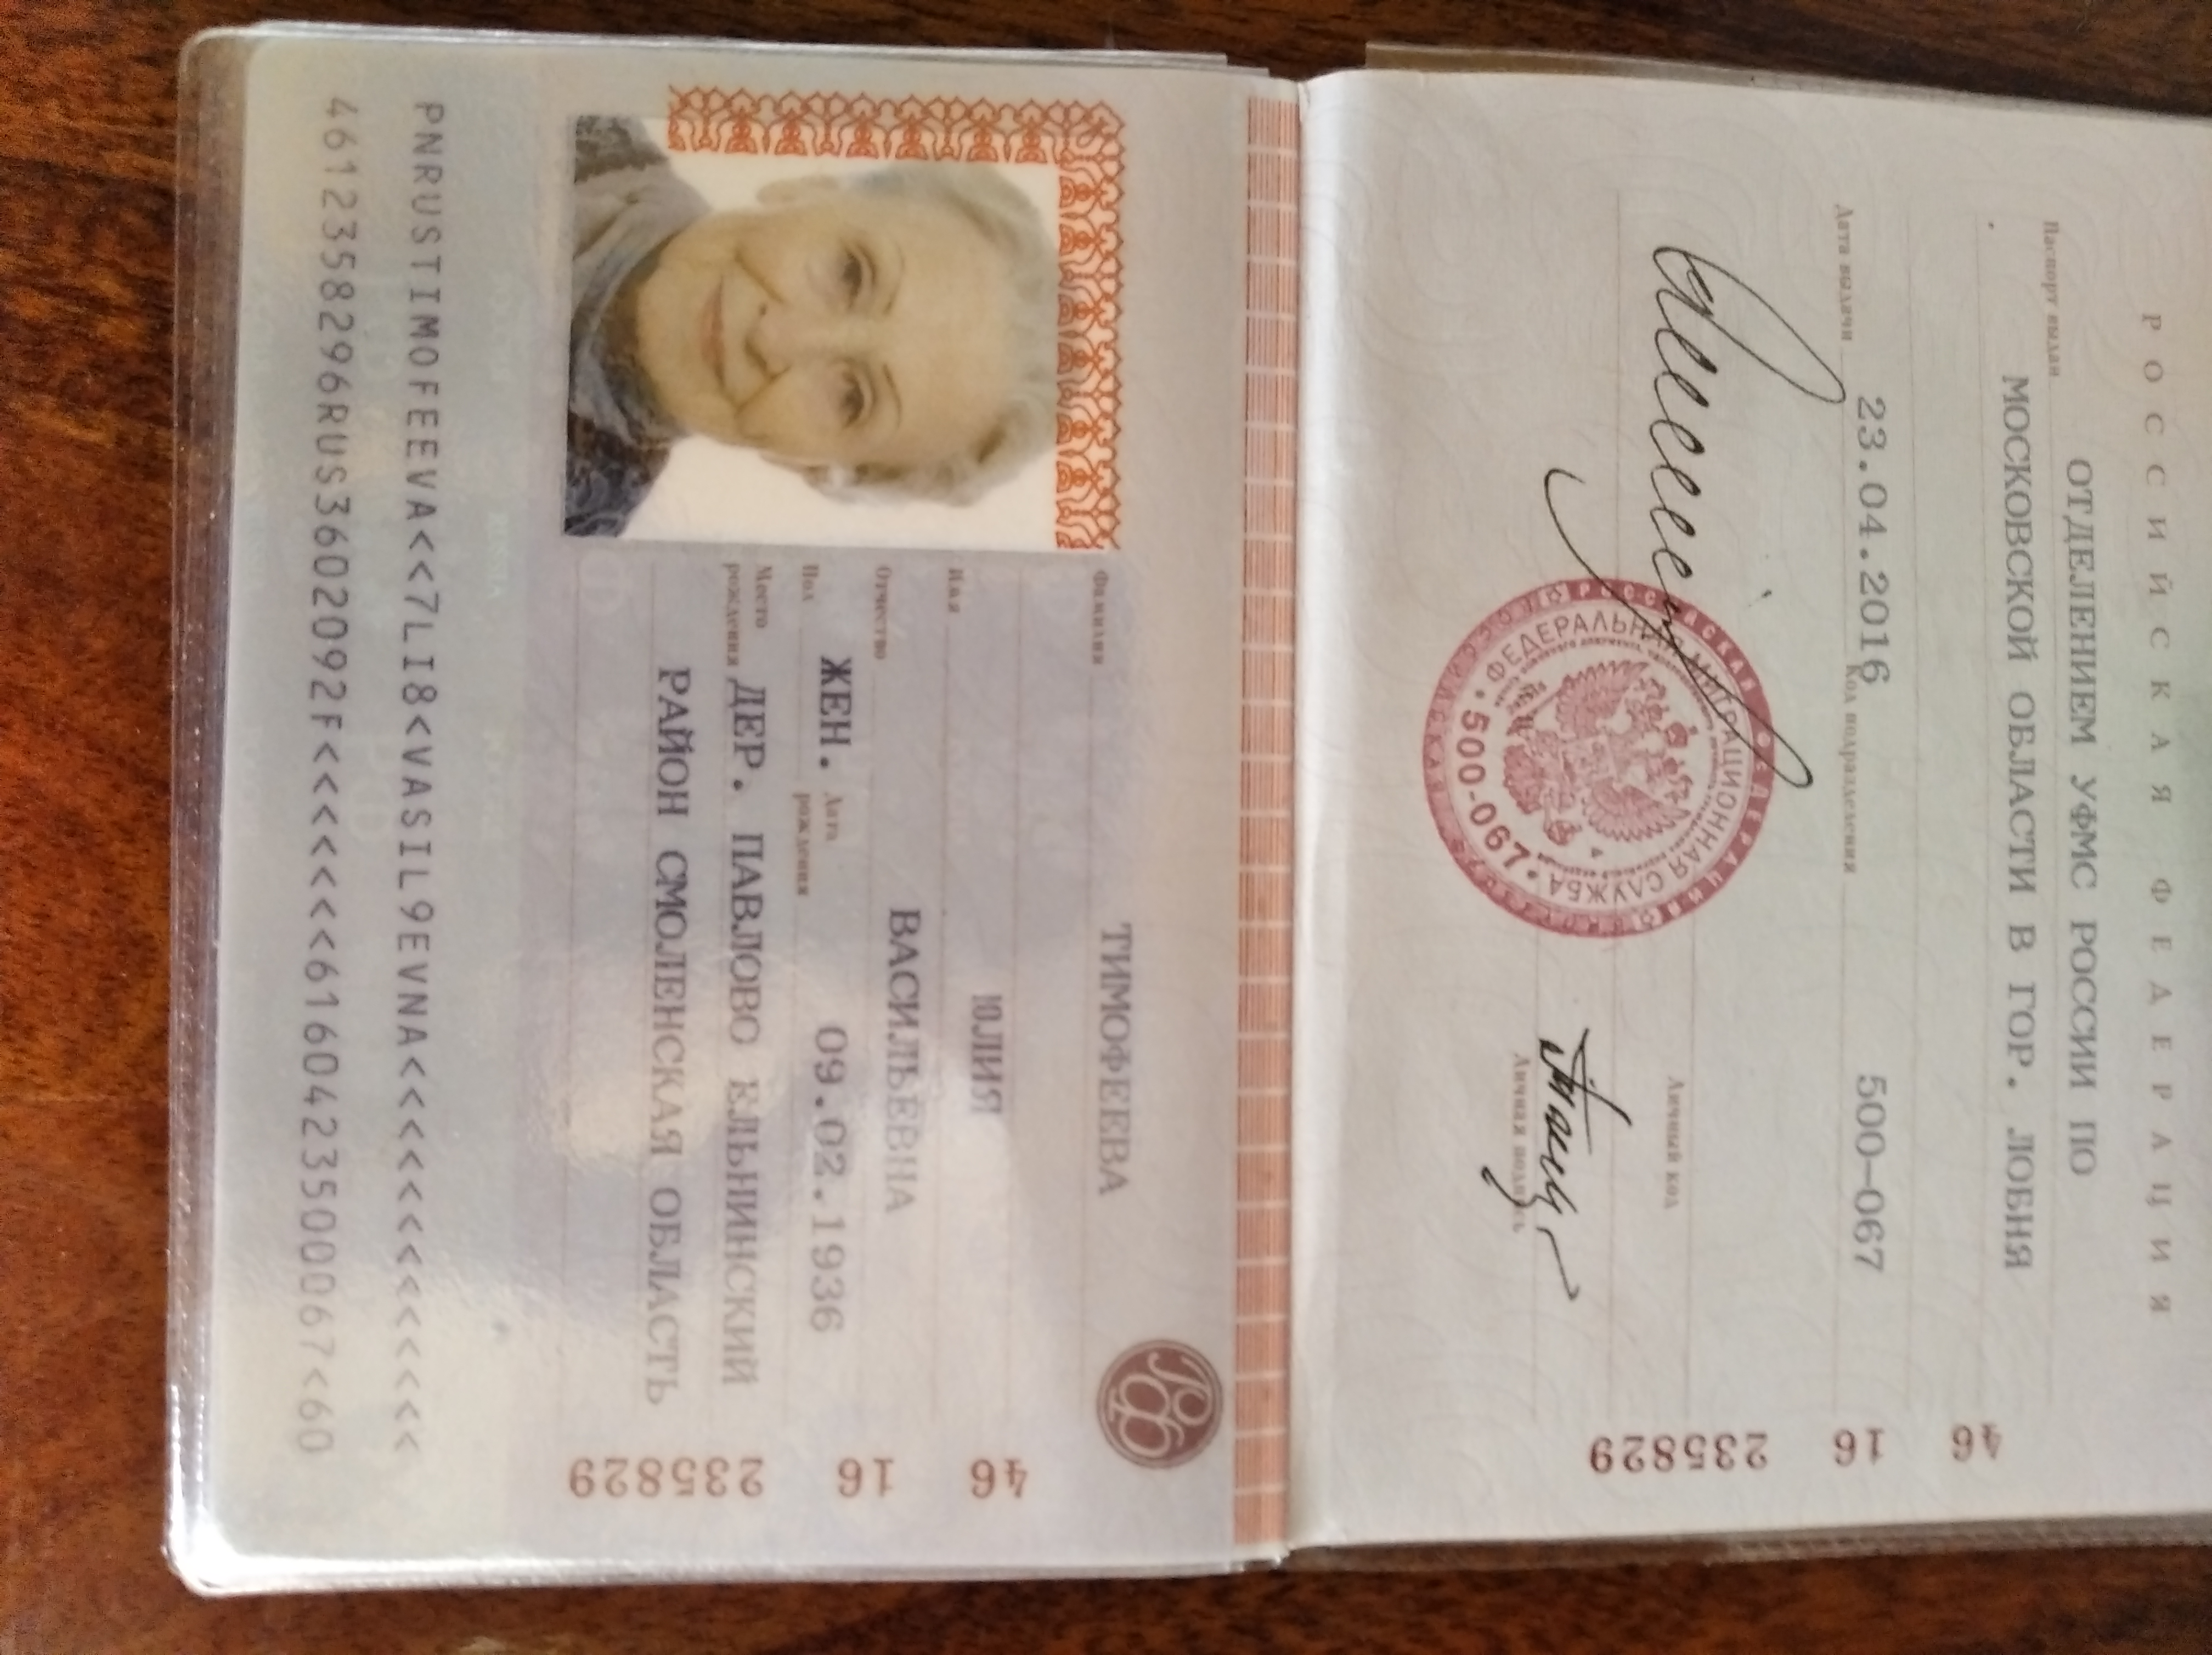 РОССИЙСКАЯ ФЕДЕРАЦИЯ
Паспорт выдан
ОТДЕЛЕНИЕМ УФМС РОССИИ ПО
МОСКОВСКОЙ ОБЛАСТИ В ГОР. ЛОБНЯ
Дата выдачи 23.04.2016 Код подразделения 500-067
Личный код
Личная подпись
РОССИЙСКАЯ ФЕДЕРАЦИЯ
ФЕДЕРАЛЬНАЯ МИГРАЦИОННАЯ СЛУЖБА
500-067
46 16 235829
Фамилия
ТИМОФЕЕВА
Имя
ЮЛИЯ
Отчество
ВАСИЛЬЕВНА
Пол ЖЕН. Дата рождения 09.02.1936
Место рождения ДЕР. ПАВЛОВО ЕЛЬНИНСКИЙ
РАЙОН СМОЛЕНСКАЯ ОБЛАСТЬ
46 16 235829
RUSSIA
PNRUSTIMOFEEVA<<7LI8<VASIL9EVNA<<<<<<<<<<<<<
4612358296RUS3602092F<<<<<<<6160423500067<60